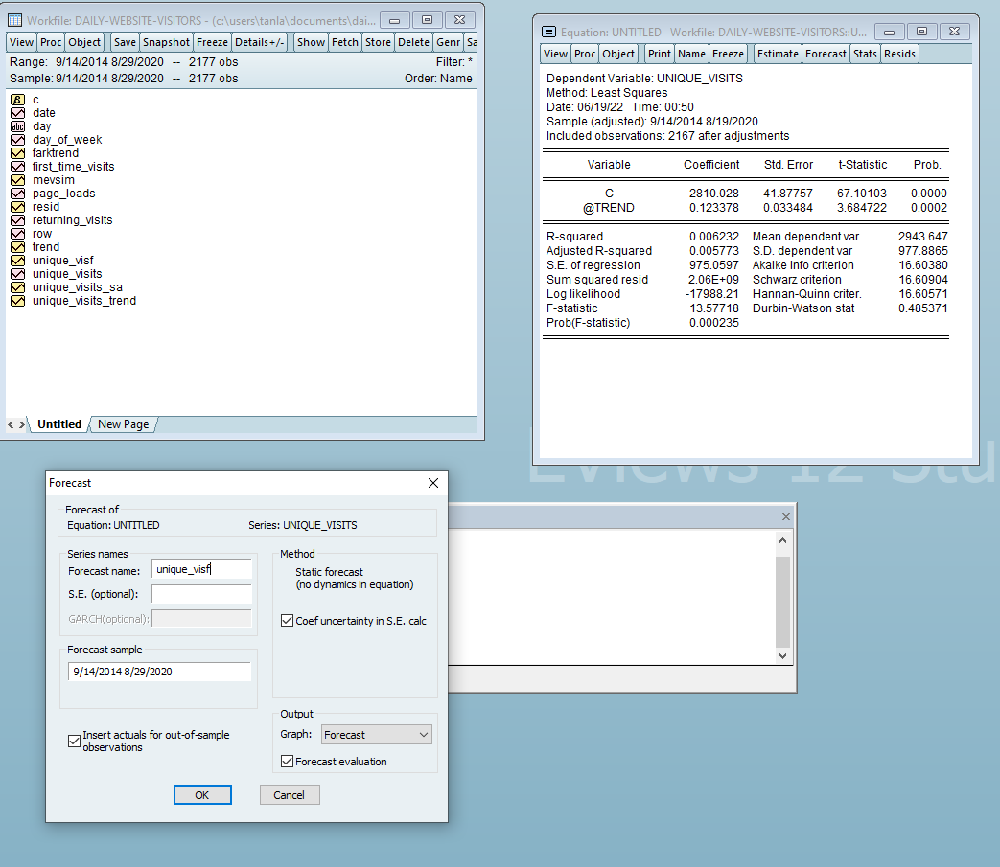 Workfile: DAILY-WEBSITE-VISITORS - (c:\users\tanla\documents\dai...
View Proc Object Save Snapshot Freeze Details+/- Show Fetch Store Delete Genr Sa
Range: 9/14/2014 8/29/2020 -- 2177 obs Filter: *
Sample: 9/14/2014 8/29/2020 -- 2177 obs Order: Name
β c
date
abc day
day_of_week
farktrend
first_time_visits
mevsim
page_loads
resid
returning_visits
row
trend
unique_visf
unique_visits
unique_visits_sa
unique_visits_trend
< > Untitled New Page
Equation: UNTITLED Workfile: DAILY-WEBSITE-VISITORS::U...
View Proc Object Print Name Freeze Estimate Forecast Stats Resids
Dependent Variable: UNIQUE_VISITS
Method: Least Squares
Date: 06/19/22 Time: 00:50
Sample (adjusted): 9/14/2014 8/19/2020
Included observations: 2167 after adjustments
Variable Coefficient Std. Error t-Statistic Prob.
C 2810.028 41.87757 67.10103 0.0000
@TREND 0.123378 0.033484 3.684722 0.0002
R-squared 0.006232 Mean dependent var 2943.647
Adjusted R-squared 0.005773 S.D. dependent var 977.8865
S.E. of regression 975.0597 Akaike info criterion 16.60380
Sum squared resid 2.06E+09 Schwarz criterion 16.60904
Log likelihood -17988.21 Hannan-Quinn criter. 16.60571
F-statistic 13.57718 Durbin-Watson stat 0.485371
Prob(F-statistic) 0.000235
EViews 12 Stu
Forecast
Forecast of
Equation: UNTITLED Series: UNIQUE_VISITS
Series names
Forecast name: unique_visf
S.E. (optional):
GARCH(optional):
Method
Static forecast
(no dynamics in equation)
Coef uncertainty in S.E. calc
Forecast sample
9/14/2014 8/29/2020
Insert actuals for out-of-sample
observations
Output
Graph: Forecast
Forecast evaluation
OK Cancel